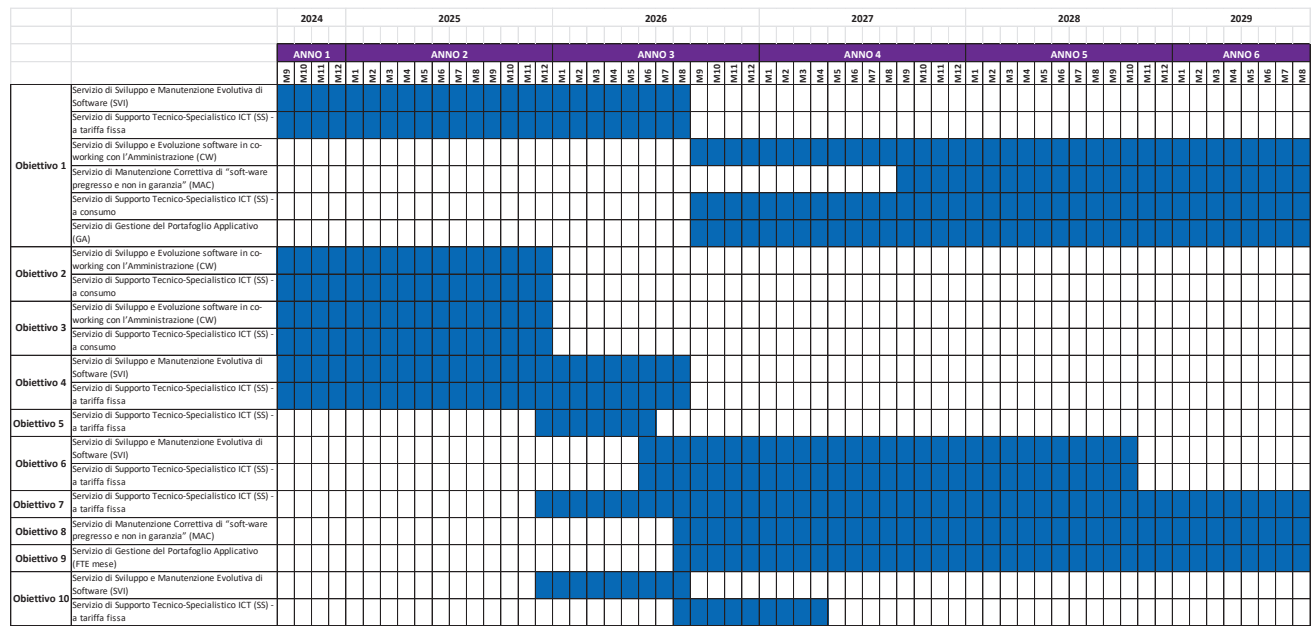 2024 2025 2026 2027 2028 2029
ANNO 1 ANNO 2 ANNO 3 ANNO 4 ANNO 5 ANNO 6
M9 M10 M11 M12 M1 M2 M3 M4 M5 M6 M7 M8 M9 M10 M11 M12 M1 M2 M3 M4 M5 M6 M7 M8 M9 M10 M11 M12 M1 M2 M3 M4 M5 M6 M7 M8 M9 M10 M11 M12 M1 M2 M3 M4 M5 M6 M7 M8 M9 M10 M11 M12 M1 M2 M3 M4 M5 M6 M7 M8
Obiettivo 1
Servizio di Sviluppo e Manutenzione Evolutiva di
Software (SVI)
Servizio di Supporto Tecnico-Specialistico ICT (SS) -
a tariffa fissa
Servizio di Sviluppo e Evoluzione software in co-
working con l'Amministrazione (CW)
Servizio di Manutenzione Correttiva di "soft-ware
pregresso e non in garanzia" (MAC)
Servizio di Supporto Tecnico-Specialistico ICT (SS) -
a consumo
Servizio di Gestione del Portafoglio Applicativo
(GA)
Obiettivo 2
Servizio di Sviluppo e Evoluzione software in co-
working con l'Amministrazione (CW)
Servizio di Supporto Tecnico-Specialistico ICT (SS) -
a consumo
Obiettivo 3
Servizio di Sviluppo e Evoluzione software in co-
working con l'Amministrazione (CW)
Servizio di Supporto Tecnico-Specialistico ICT (SS) -
a consumo
Obiettivo 4
Servizio di Sviluppo e Manutenzione Evolutiva di
Software (SVI)
Servizio di Supporto Tecnico-Specialistico ICT (SS) -
a tariffa fissa
Obiettivo 5
Servizio di Supporto Tecnico-Specialistico ICT (SS) -
a tariffa fissa
Obiettivo 6
Servizio di Sviluppo e Manutenzione Evolutiva di
Software (SVI)
Servizio di Supporto Tecnico-Specialistico ICT (SS) -
a tariffa fissa
Obiettivo 7
Servizio di Supporto Tecnico-Specialistico ICT (SS) -
a tariffa fissa
Obiettivo 8
Servizio di Manutenzione Correttiva di "soft-ware
pregresso e non in garanzia" (MAC)
Obiettivo 9
Servizio di Gestione del Portafoglio Applicativo
(FTE mese)
Obiettivo 10
Servizio di Sviluppo e Manutenzione Evolutiva di
Software (SVI)
Servizio di Supporto Tecnico-Specialistico ICT (SS) -
a tariffa fissa